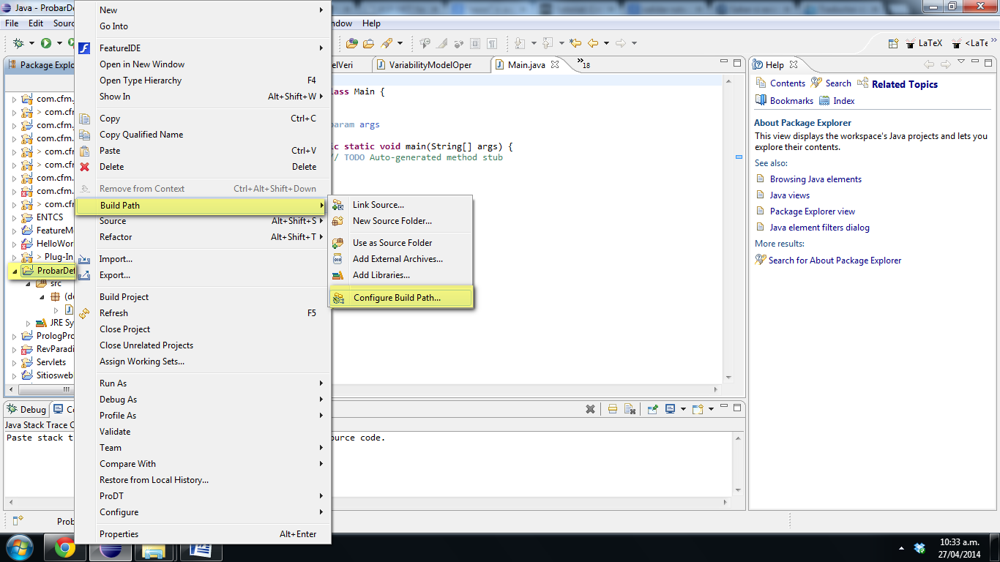 Java - ProbarDe
File Edit Sourc
ndow Help
LaTeX
<LaTe
Package Explo
elVeri
VariabilityModelOper
Main.java
18
com.cfm.
> com.cfm
com.cfm.
com.cfm.
> com.cfm
> com.cfm
com.cfm.
com.cfm.
> com.cfm
ENTCS
FeatureMo
HelloWor
> Plug-In
ProbarDef
src
(de
JRE Sy
PrologPro
RevParadi
Servlets
Sitiosweb
New
Go Into
FeatureIDE
Open in New Window
Open Type Hierarchy F4
Show In Alt+Shift+W
Copy Ctrl+C
Copy Qualified Name
Paste Ctrl+V
Delete Delete
Remove from Context Ctrl+Alt+Shift+Down
Build Path
Source Alt+Shift+S
Refactor Alt+Shift+T
Import...
Export...
Build Project
Refresh F5
Close Project
Close Unrelated Projects
Assign Working Sets...
Run As
Debug As
Profile As
Validate
Team
Compare With
Restore from Local History...
ProDT
Configure
Properties Alt+Enter
Link Source...
New Source Folder...
Use as Source Folder
Add External Archives...
Add Libraries...
Configure Build Path...
lass Main {
param args
ic static void main(String[] args) {
// TODO Auto-generated method stub
Help
Contents Search Related Topics
Bookmarks Index
About Package Explorer
This view displays the workspace's Java projects and lets you
explore their contents.
See also:
Browsing Java elements
Java views
Package Explorer view
Java element filters dialog
More results:
Search for About Package Explorer
Debug
Co
Java Stack Trace C
Paste stack t
ource code.
Prob
10:33 a.m.
27/04/2014